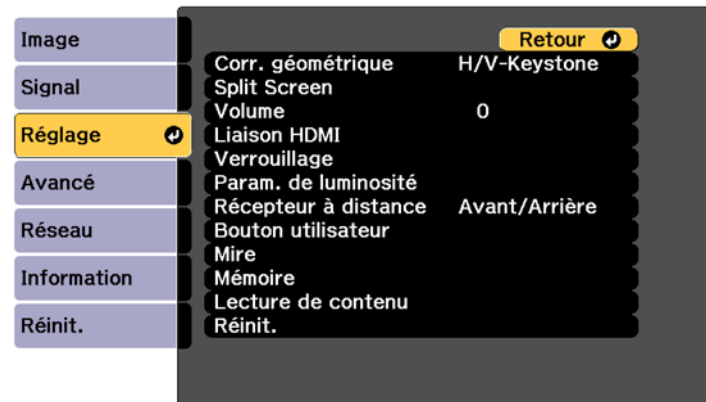 Image
Signal
Réglage
Avancé
Réseau
Information
Réinit.
Retour
Corr. géométrique H/V-Keystone
Split Screen
Volume 0
Liaison HDMI
Verrouillage
Param. de luminosité
Récepteur à distance Avant/Arrière
Bouton utilisateur
Mire
Mémoire
Lecture de contenu
Réinit.